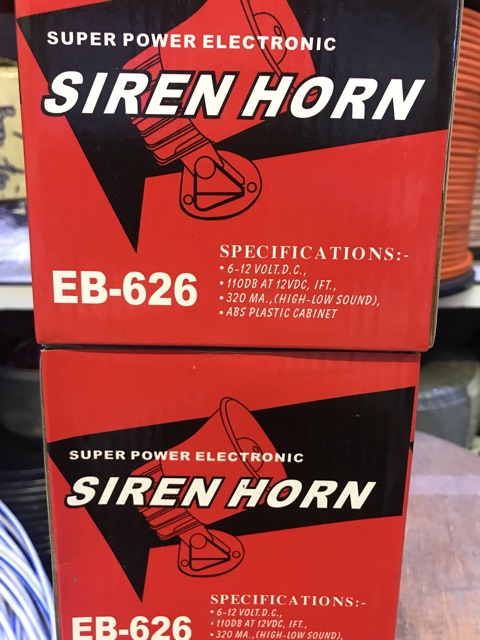 SUPER POWER ELECTRONIC
SIREN HORN
SPECIFICATIONS:-
• 6-12 VOLT.D.C.,
• 110DB AT 12VDC, IFT.,
• 320 MA.,(HIGH-LOW SOUND),
• ABS PLASTIC CABINET
EB-626
SUPER POWER ELECTRONIC
SIREN HORN
SPECIFICATIONS:-
• 6-12 VOLT.D.C.,
• 110DB AT 12VDC, IFT.,
• 320 MA.,(HIGH-LOW SOUND),
EB-626